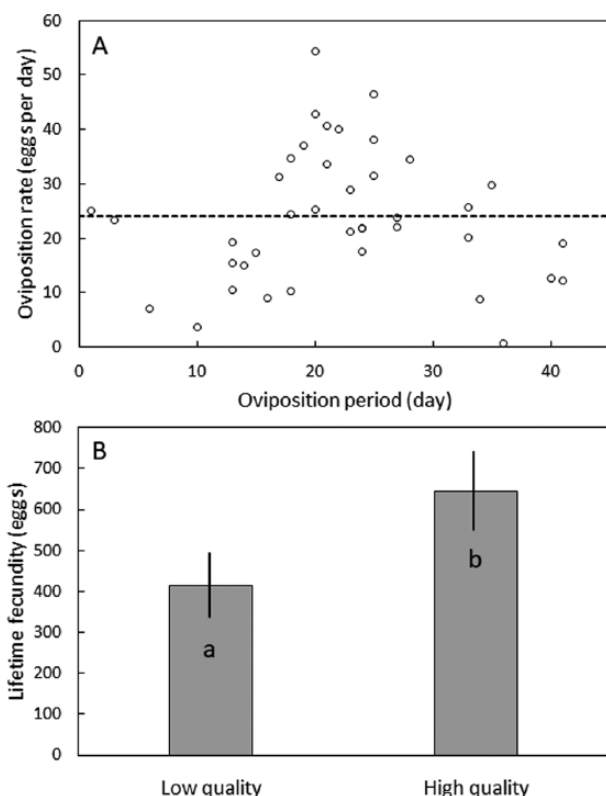 A
Oviposition rate (eggs per day)
60
50
40
30
20
10
0
0 10 20 30 40
Oviposition period (day)
B
Lifetime fecundity (eggs)
800
700
600
500
400
300
200
100
0
a
b
Low quality High quality